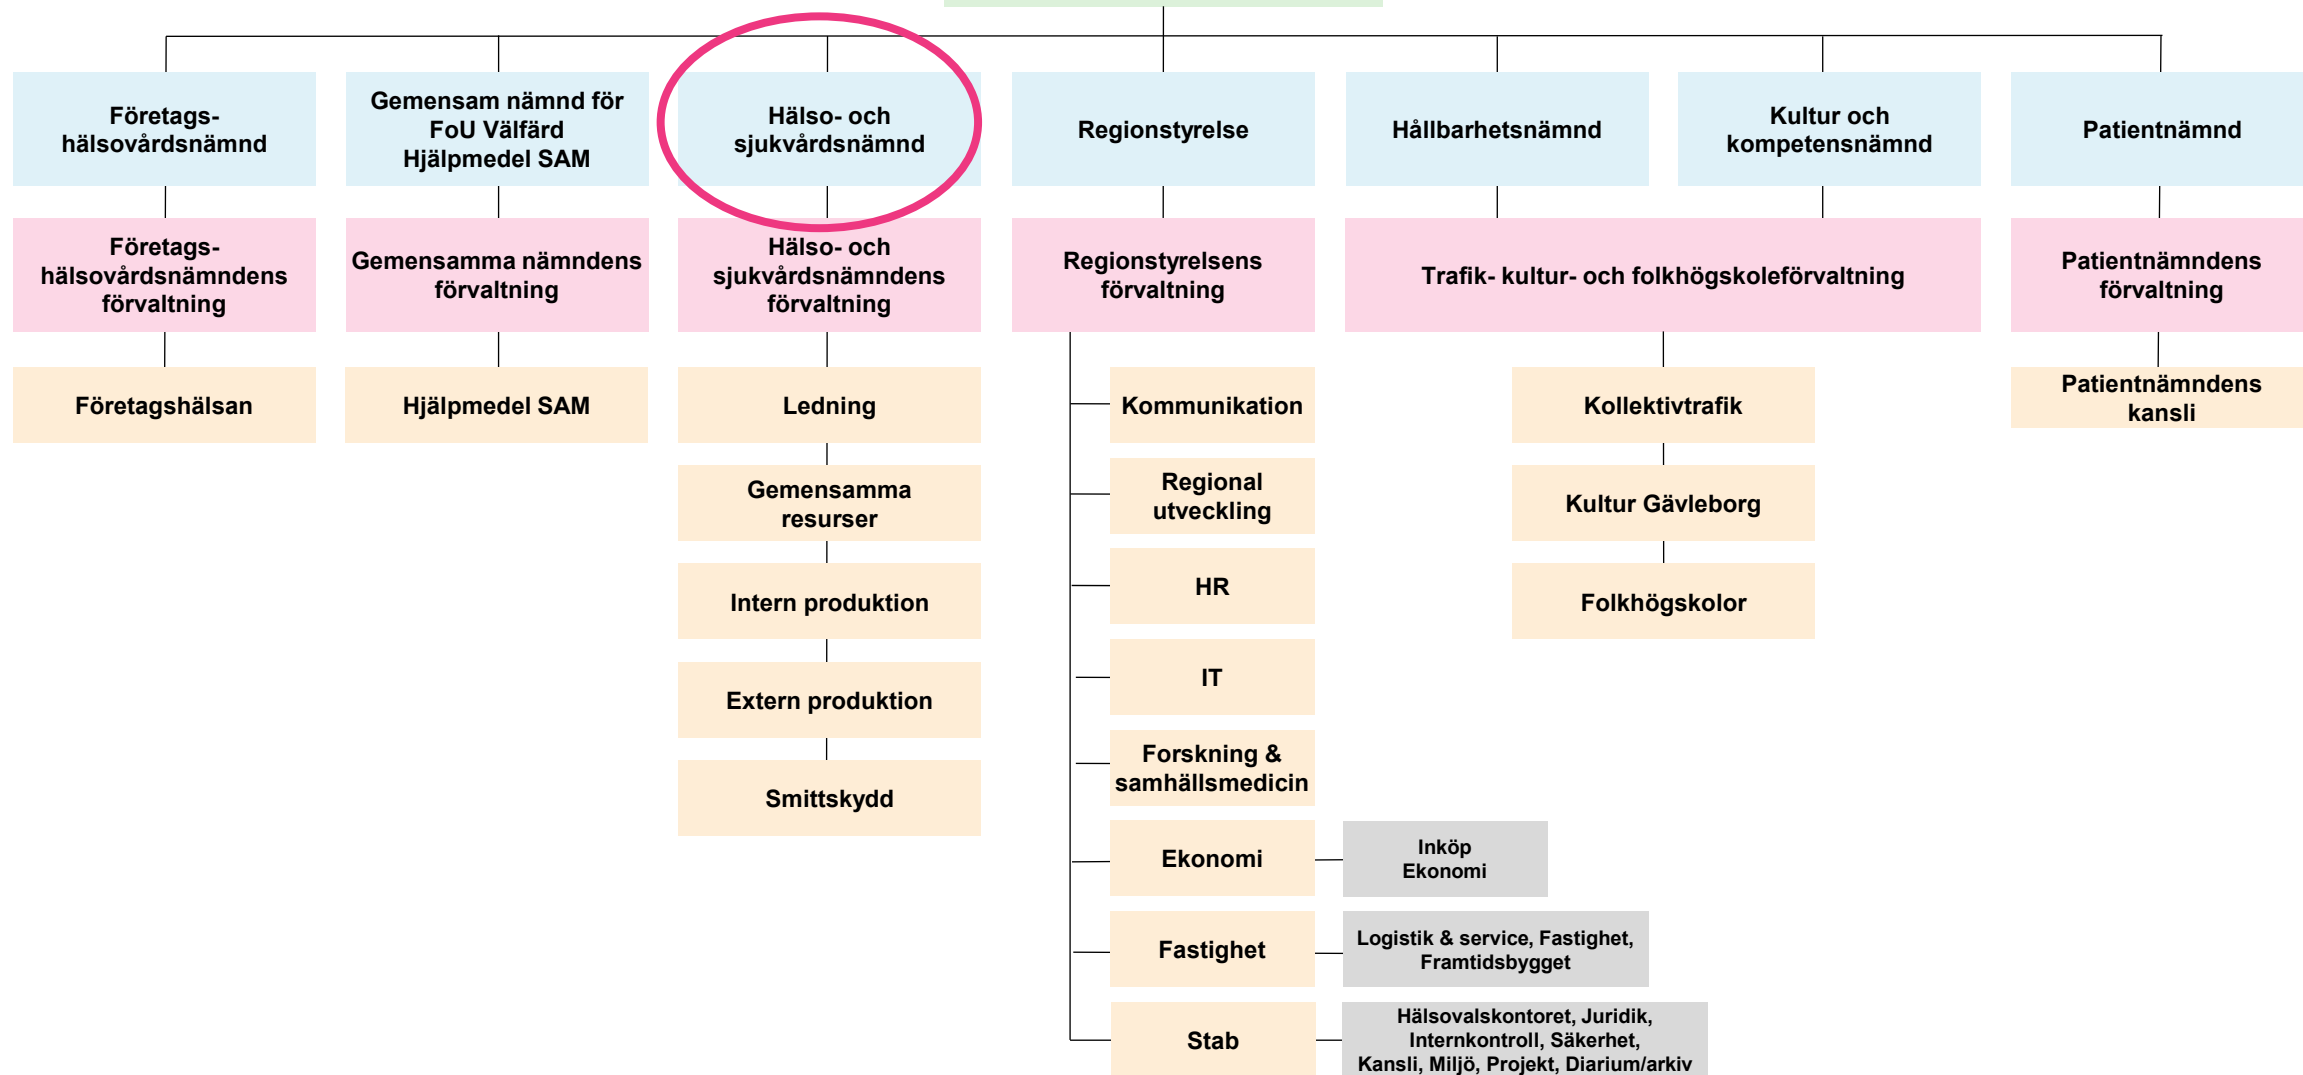 Företags-
hälsovårdsnämnd
Gemensam nämnd för
FoU Välfärd
Hjälpmedel SAM
Hälso- och
sjukvårdsnämnd
Regionstyrelse
Hållbarhetsnämnd
Kultur och
kompetensnämnd
Patientnämnd
Företags-
hälsovårdsnämndens
förvaltning
Gemensamma nämndens
förvaltning
Hälso- och
sjukvårdsnämndens
förvaltning
Regionstyrelsens
förvaltning
Trafik- kultur- och folkhögskoleförvaltning
Patientnämndens
förvaltning
Företagshälsan
Hjälpmedel SAM
Ledning
Gemensamma
resurser
Intern produktion
Extern produktion
Smittskydd
Kommunikation
Regional
utveckling
HR
IT
Forskning &
samhällsmedicin
Ekonomi
Inköp
Ekonomi
Fastighet
Logistik & service, Fastighet,
Framtidsbygget
Stab
Hälsovalskontoret, Juridik,
Internkontroll, Säkerhet,
Kansli, Miljö, Projekt, Diarium/arkiv
Kollektivtrafik
Kultur Gävleborg
Folkhögskolor
Patientnämndens
kansli